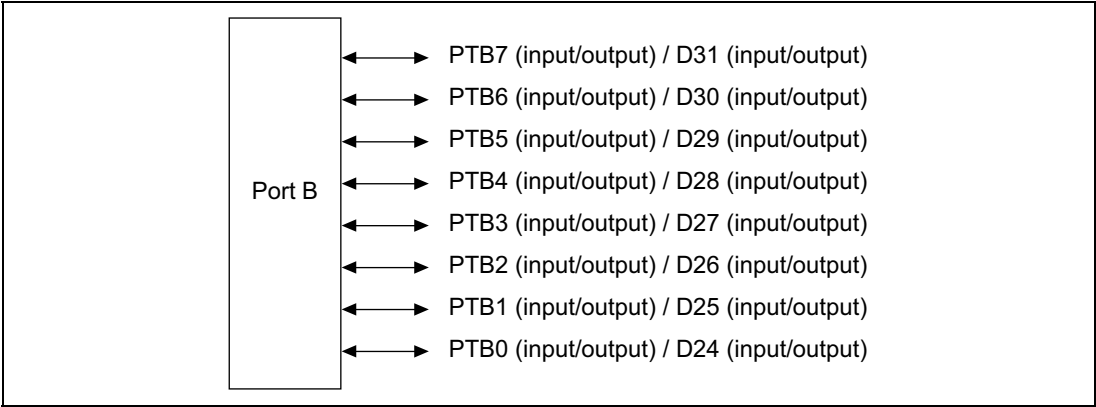 PTB7 (input/output) / D31 (input/output)
PTB6 (input/output) / D30 (input/output)
PTB5 (input/output) / D29 (input/output)
PTB4 (input/output) / D28 (input/output)
Port B
PTB3 (input/output) / D27 (input/output)
PTB2 (input/output) / D26 (input/output)
PTB1 (input/output) / D25 (input/output)
PTB0 (input/output) / D24 (input/output)